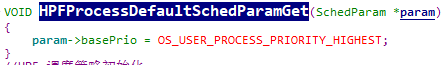 VOID HPFProcessDefaultSchedParamGet(SchedParam *param)
{
    param->basePrio = OS_USER_PROCESS_PRIORITY_HIGHEST;
}